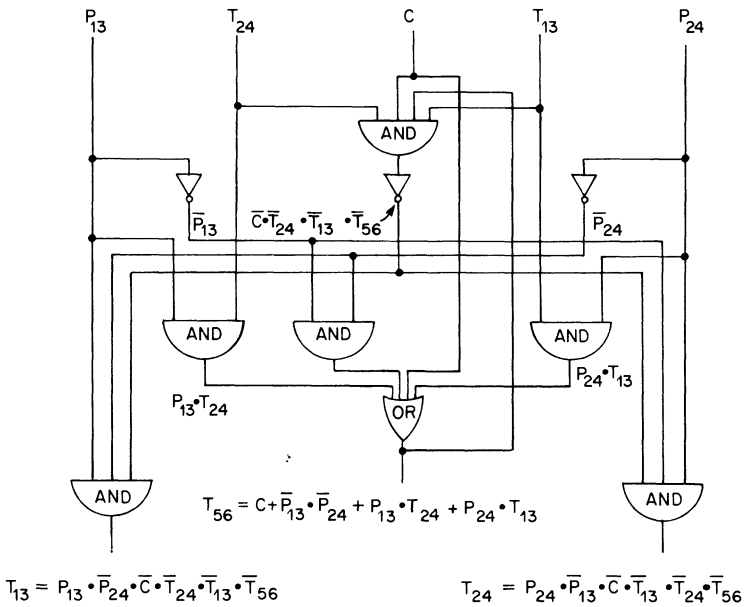 P13 T24 C T13 P24
AND
P̅13 C̅•T̅24 •T̅13 •T̅56 P̅24
AND AND AND
P13•T24 OR P24•T13
AND AND
T56 = C+P̅13•P̅24 + P13•T24 + P24•T13
T13 = P13•P̅24•C̅•T̅24•T̅13•T̅56
T24 = P24•P̅13•C̅•T̅13•T̅24•T̅56